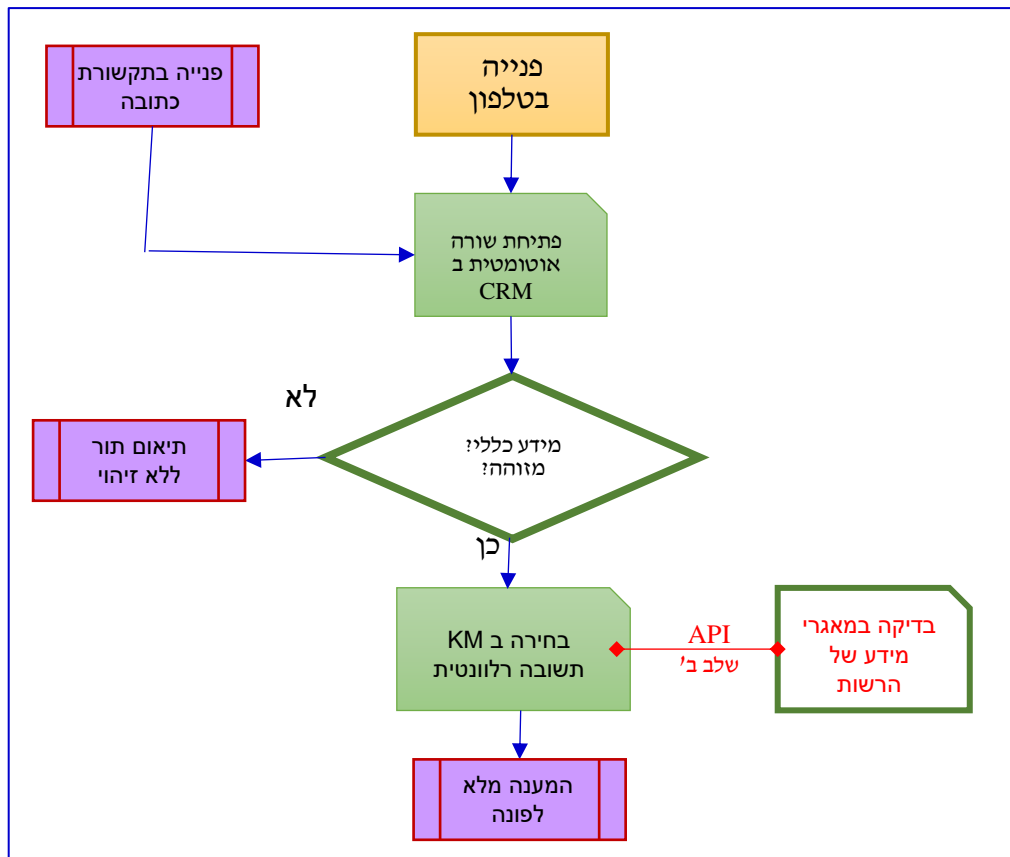 פנייה בתקשורת
כתובה
פנייה
בטלפון
פתיחת שורה
אוטומטית ב
CRM
לא
תיאום תור
ללא זיהוי
מידע כללי?
מזוהה?
כן
בחירה ב KM
תשובה רלוונטית
API
שלב ב'
בדיקה במאגרי
מידע של
הרשות
המענה מלא
לפונה